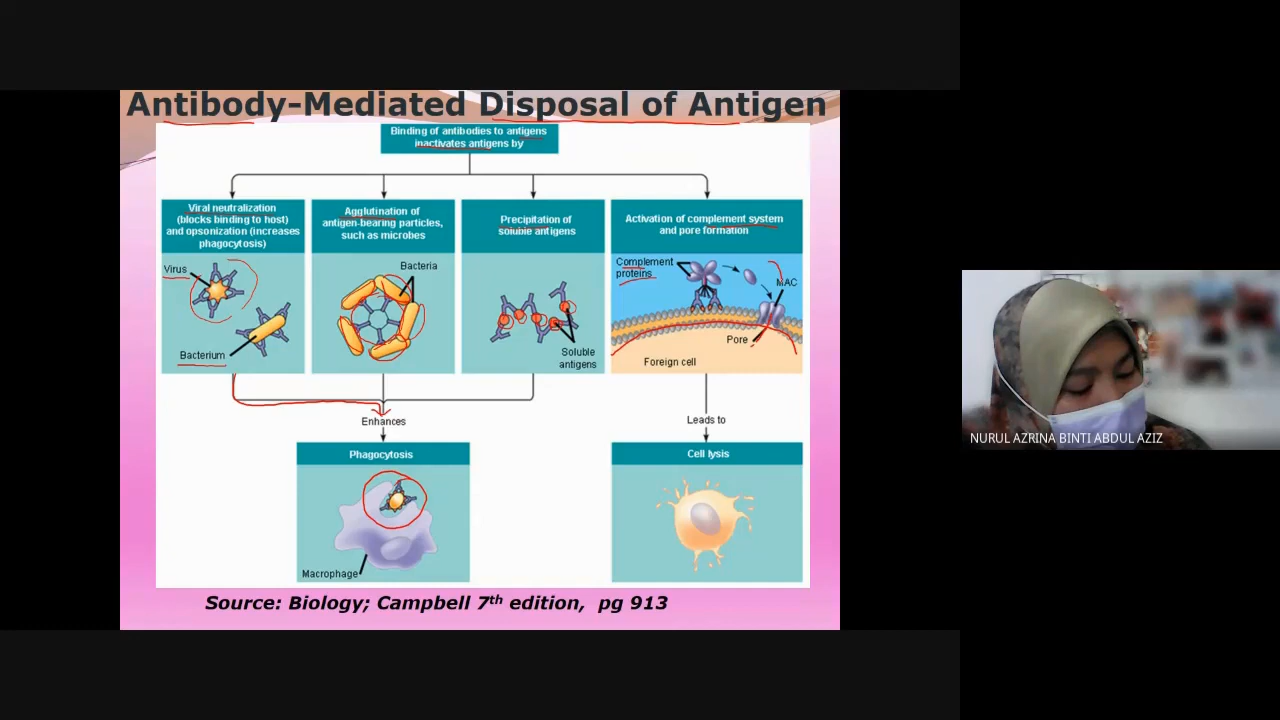 Antibody-Mediated Disposal of Antigen
Binding of antibodies to antigens
inactivates antigens by
Viral neutralization
(blocks binding to host)
and opsonization (increases
phagocytosis)
Agglutination of
antigen-bearing particles,
such as microbes
Precipitation of
soluble antigens
Activation of complement system
and pore formation
Virus
Bacterium
Bacteria
Soluble
antigens
Complement
proteins
MAC
Pore
Foreign cell
Enhances
Leads to
Phagocytosis
Cell lysis
Macrophage
Source: Biology; Campbell 7th edition, pg 913
NURUL AZRINA BINTI ABDUL AZIZ